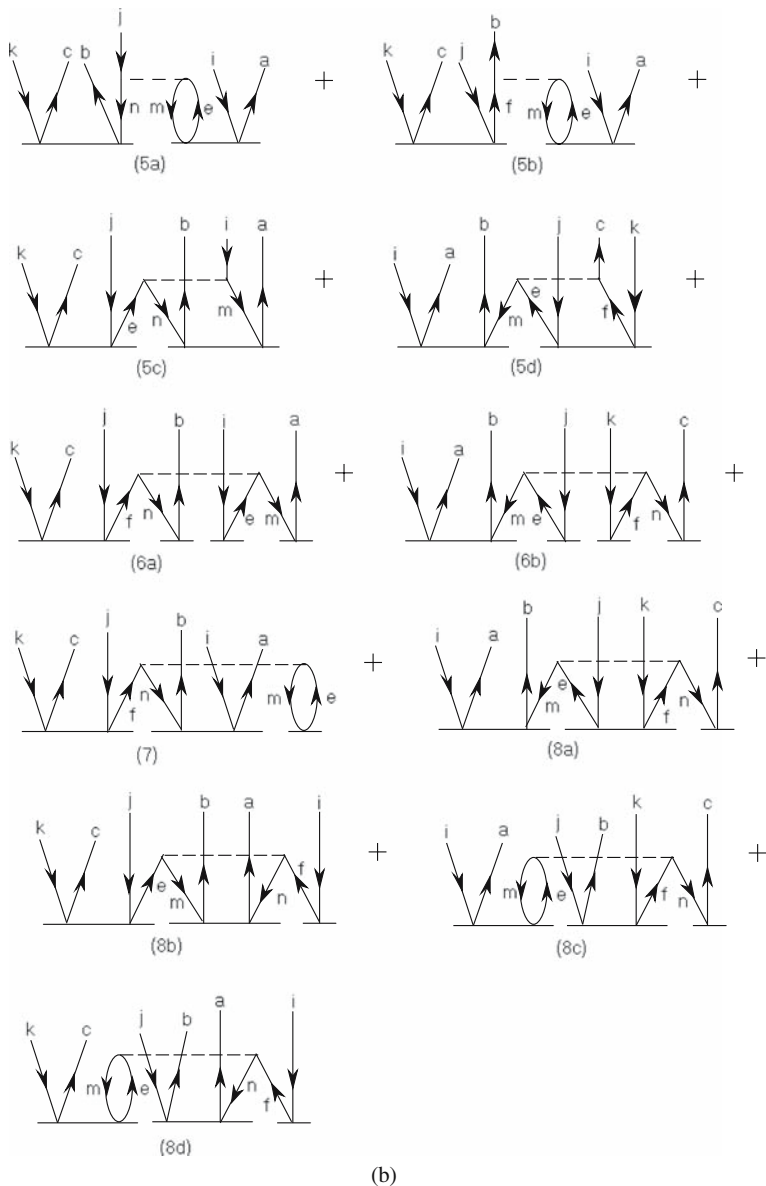 k c b j n m e i a +
(5a)
k c j b f m e i a +
(5b)
k c j e n b m i a +
(5c)
i a b m e j c f k +
(5d)
k c j f n b i e m a +
(6a)
i a b m e j k f n c +
(6b)
k c j f n b i a m e +
(7)
i a b m e j k f n c +
(8a)
k c j e m b a n f i +
(8b)
i a m e j b k f n c +
(8c)
k c m e j b a n f i
(8d)
(b)